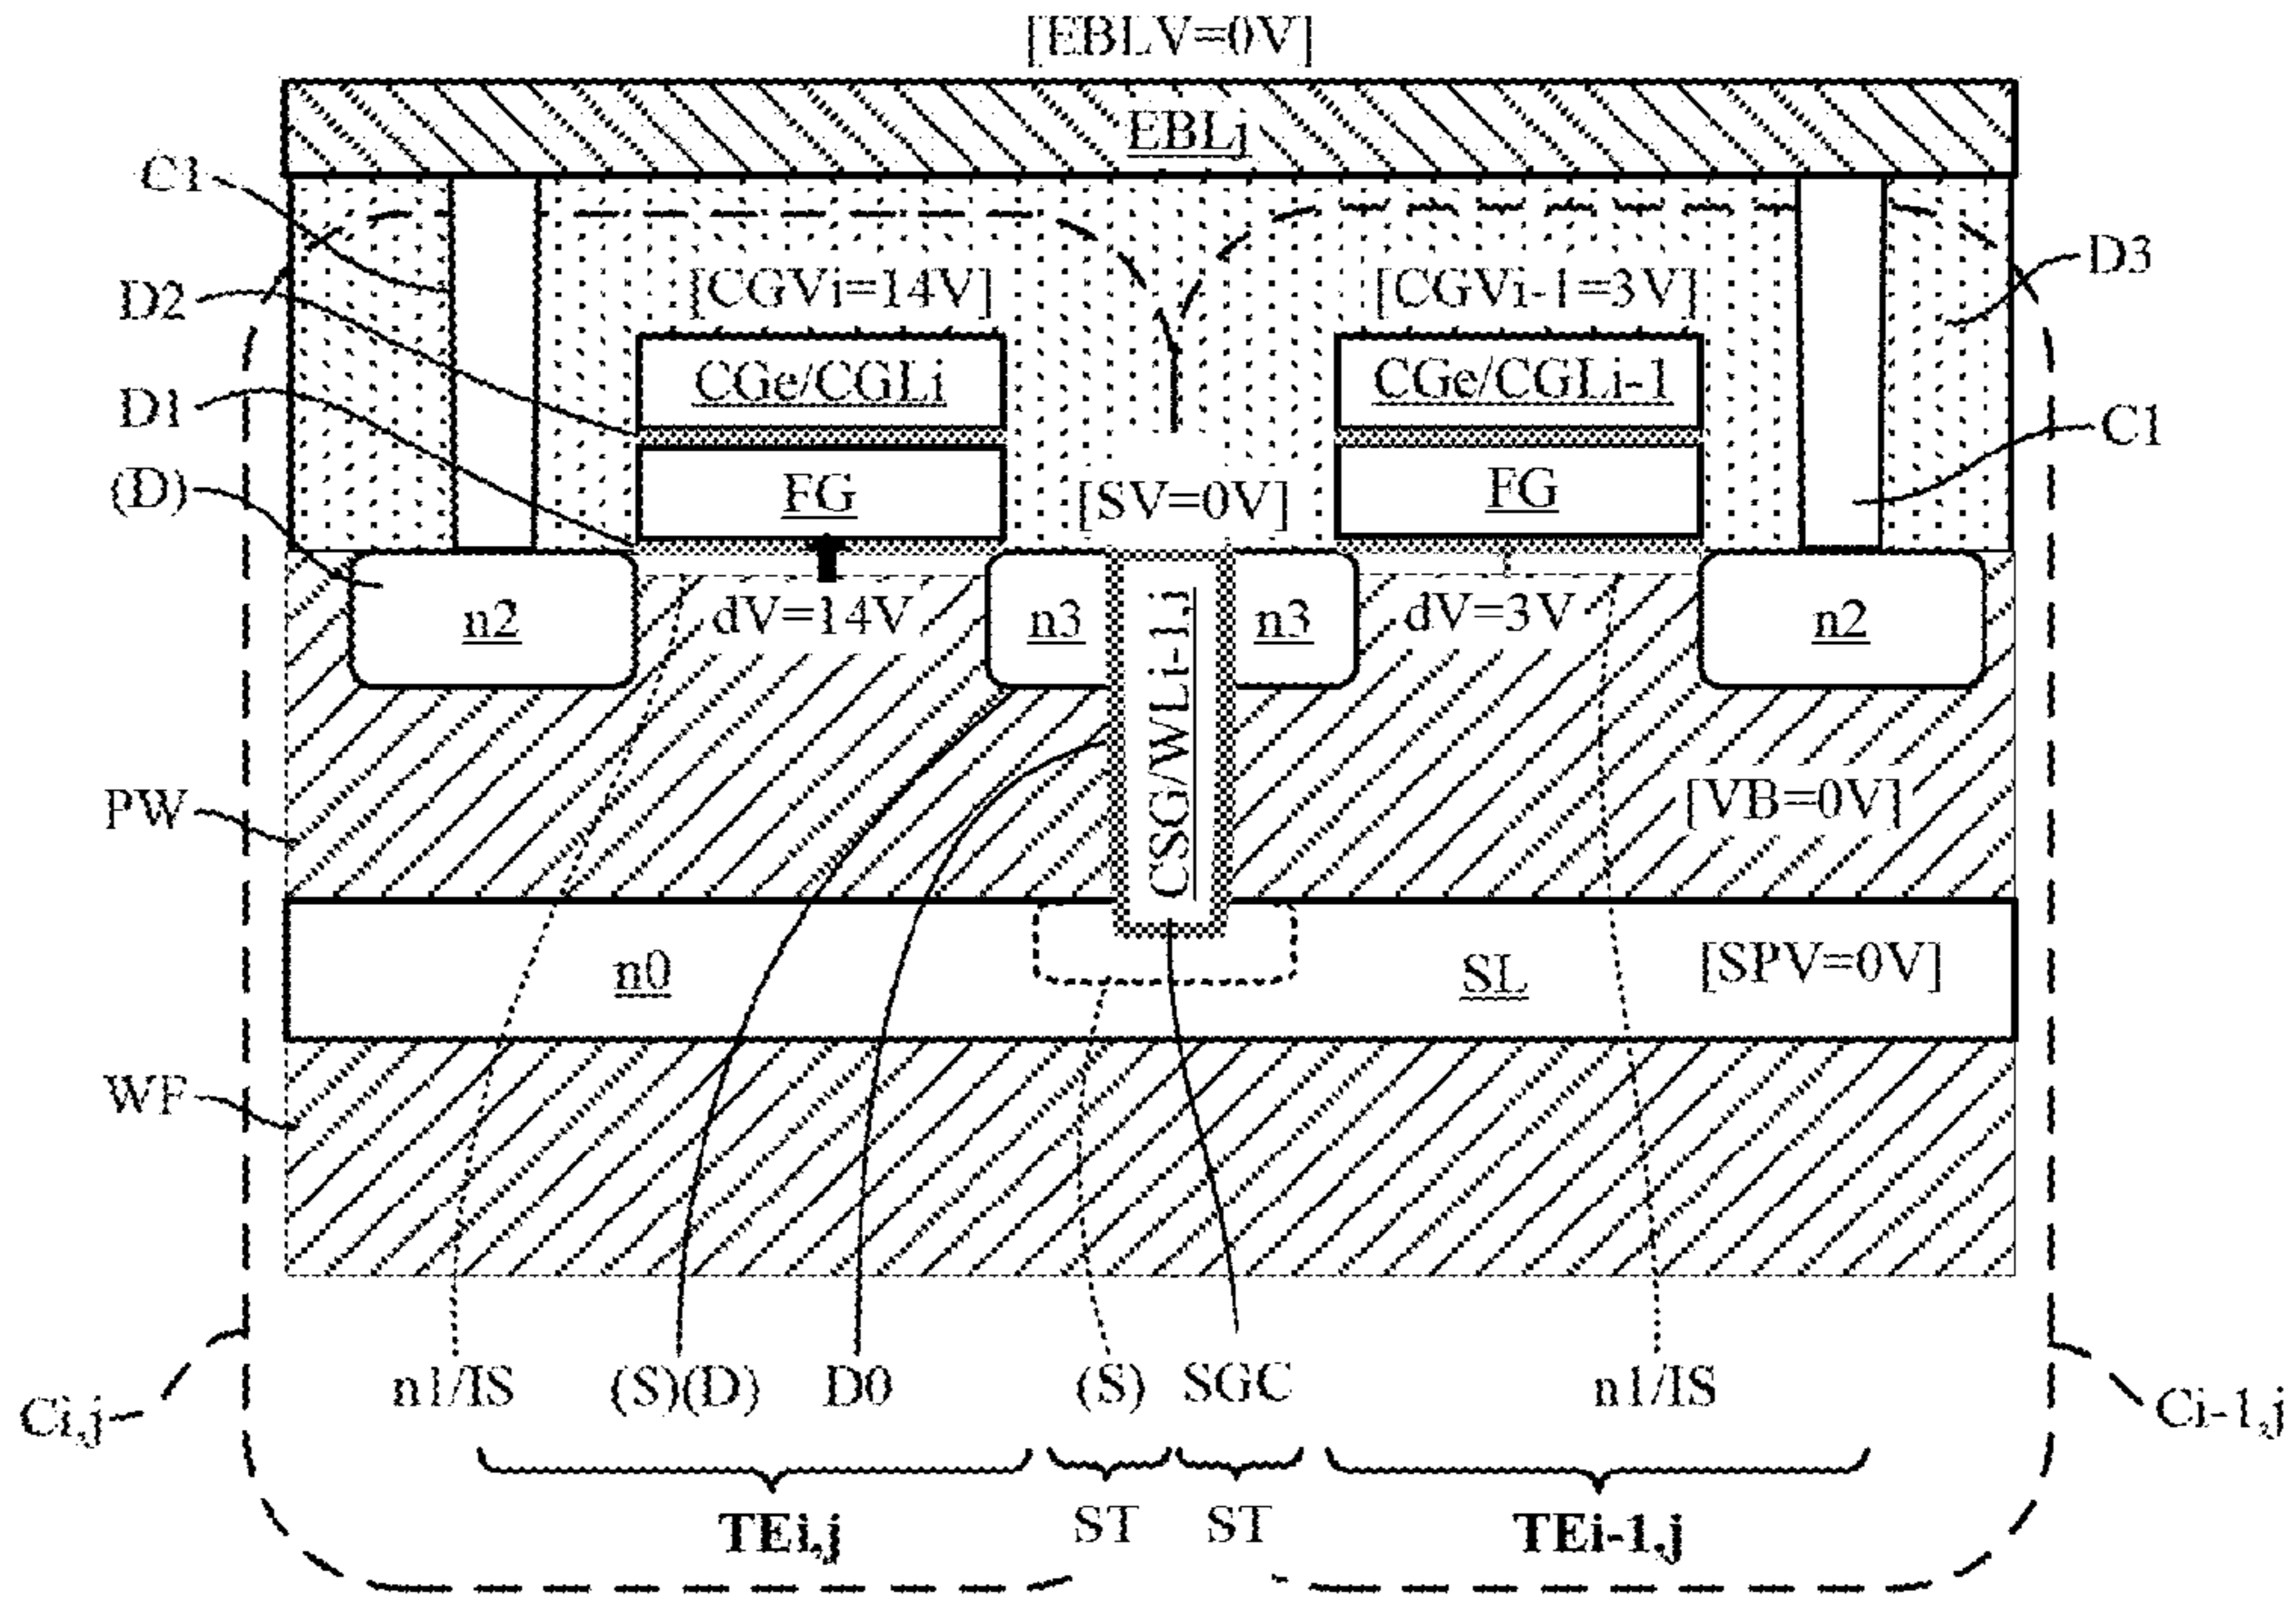 [EBLV=0V]
EBLj
C1
D3
D2
[CGVi=14V]
[CGVi-1=3V]
CGe/CGLi
CGe/CGLi-1
D1
C1
(D)
FG
[SV=0V]
FG
n2
dV=14V
n3
CSG/WLi-1,i
n3
dV=3V
n2
PW
[VB=0V]
n0
SL
[SPV=0V]
WF
n1/IS
(S)(D)
D0
(S)
SGC
n1/IS
Ci,j
Ci-1,j
TEi,j
ST
ST
TEi-1,j